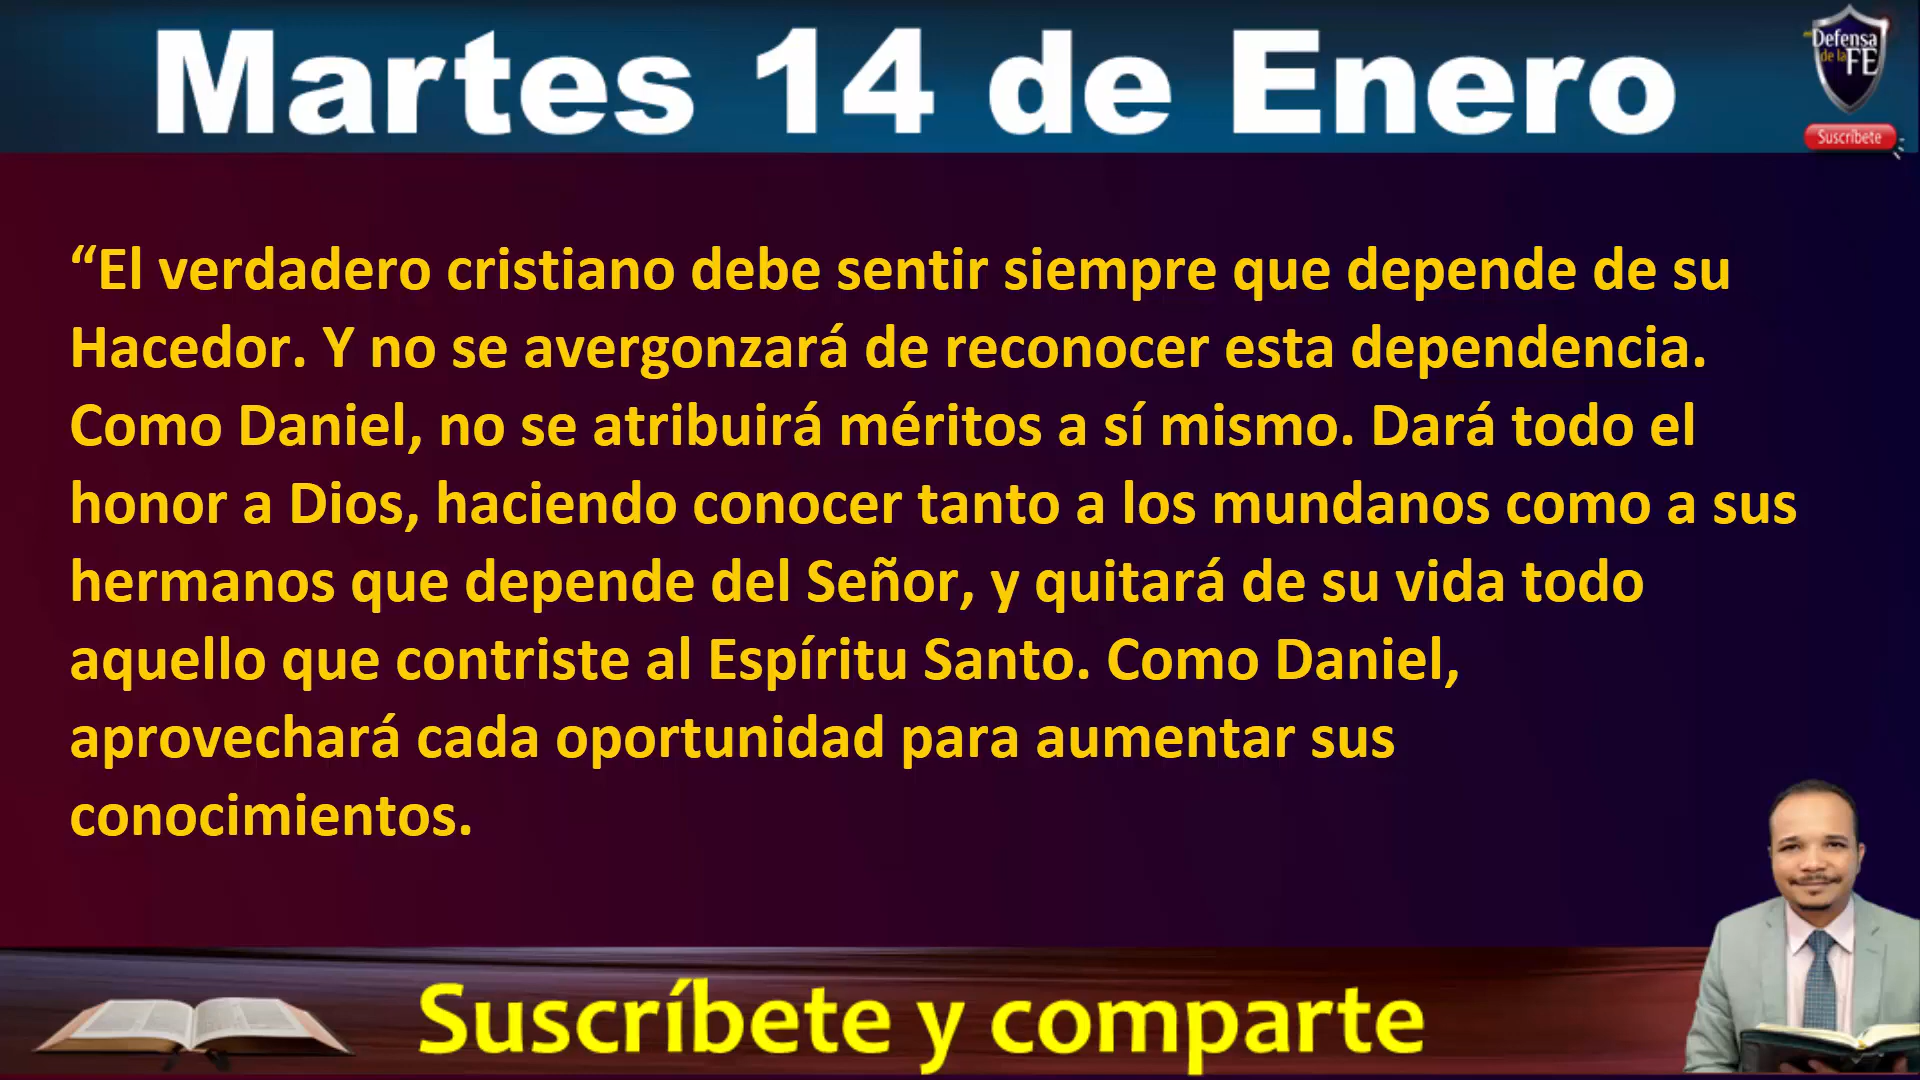 Martes 14 de Enero
Defensa
de la FE
Suscríbete
“El verdadero cristiano debe sentir siempre que depende de su
Hacedor. Y no se avergonzará de reconocer esta dependencia.
Como Daniel, no se atribuirá méritos a sí mismo. Dará todo el
honor a Dios, haciendo conocer tanto a los mundanos como a sus
hermanos que depende del Señor, y quitará de su vida todo
aquello que contriste al Espíritu Santo. Como Daniel,
aprovechará cada oportunidad para aumentar sus
conocimientos.
Suscríbete y comparte